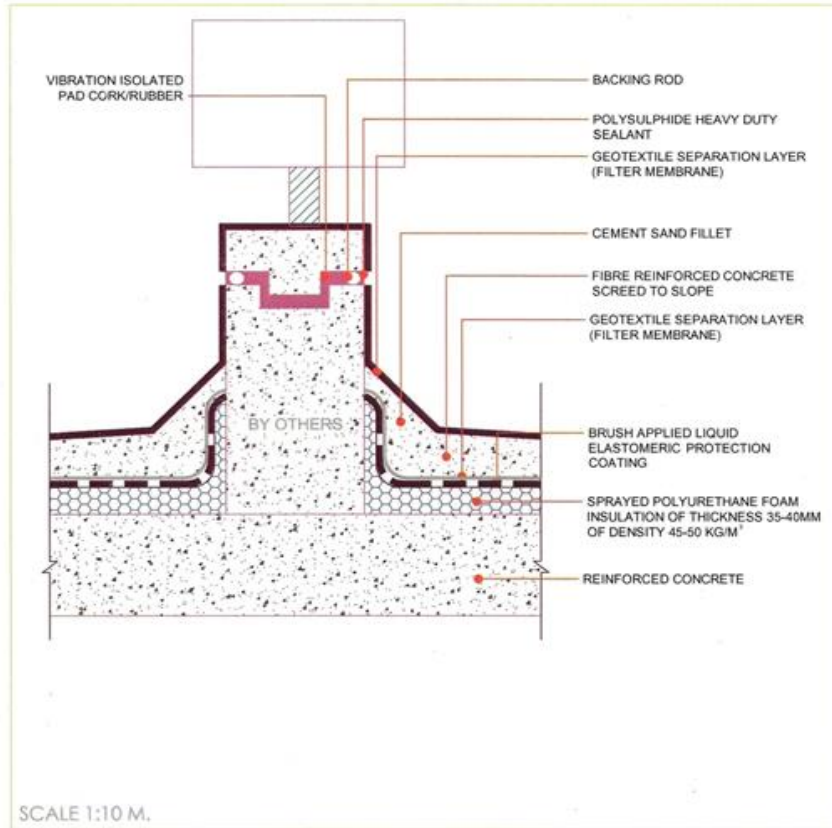 VIBRATION ISOLATED
PAD CORK/RUBBER
BACKING ROD
POLYSULPHIDE HEAVY DUTY
SEALANT
GEOTEXTILE SEPARATION LAYER
(FILTER MEMBRANE)
CEMENT SAND FILLET
FIBRE REINFORCED CONCRETE
SCREED TO SLOPE
GEOTEXTILE SEPARATION LAYER
(FILTER MEMBRANE)
BY OTHERS
BRUSH APPLIED LIQUID
ELASTOMERIC PROTECTION
COATING
SPRAYED POLYURETHANE FOAM
INSULATION OF THICKNESS 35-40MM
OF DENSITY 45-50 KG/M³
REINFORCED CONCRETE
SCALE 1:10 M.